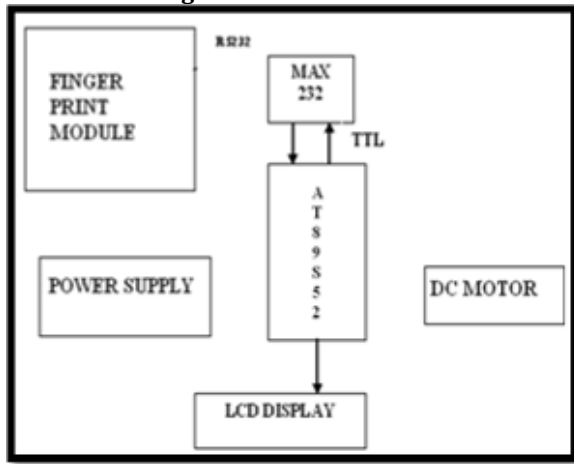 FINGER
PRINT
MODULE
RS232
MAX
232
TTL
A
T
8
9
S
5
2
POWER SUPPLY
DC MOTOR
LCD DISPLAY